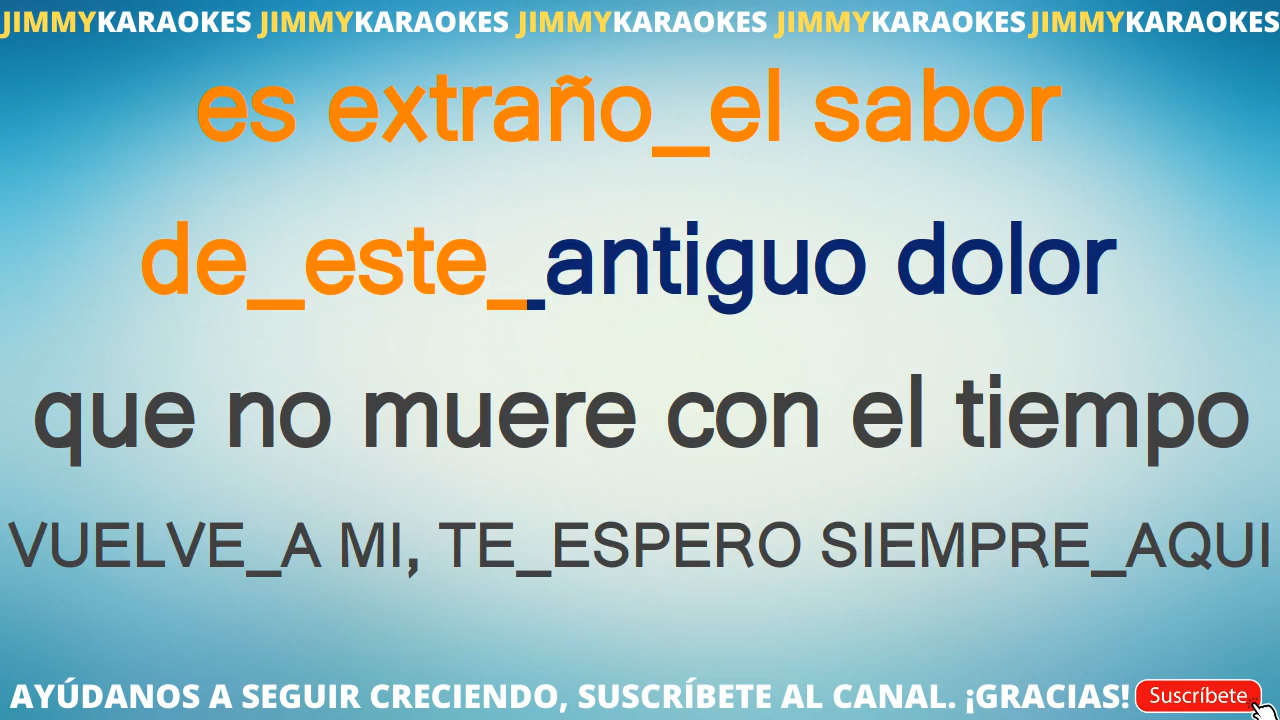 JIMMYKARAOKES JIMMYKARAOKES JIMMYKARAOKES JIMMYKARAOKES JIMMYKARAOKES
es extraño_el sabor
de_este_antiguo dolor
que no muere con el tiempo
VUELVE_A MI, TE_ESPERO SIEMPRE_AQUI
AYÚDANOS A SEGUIR CRECIENDO, SUSCRÍBETE AL CANAL. ¡GRACIAS! Suscríbete